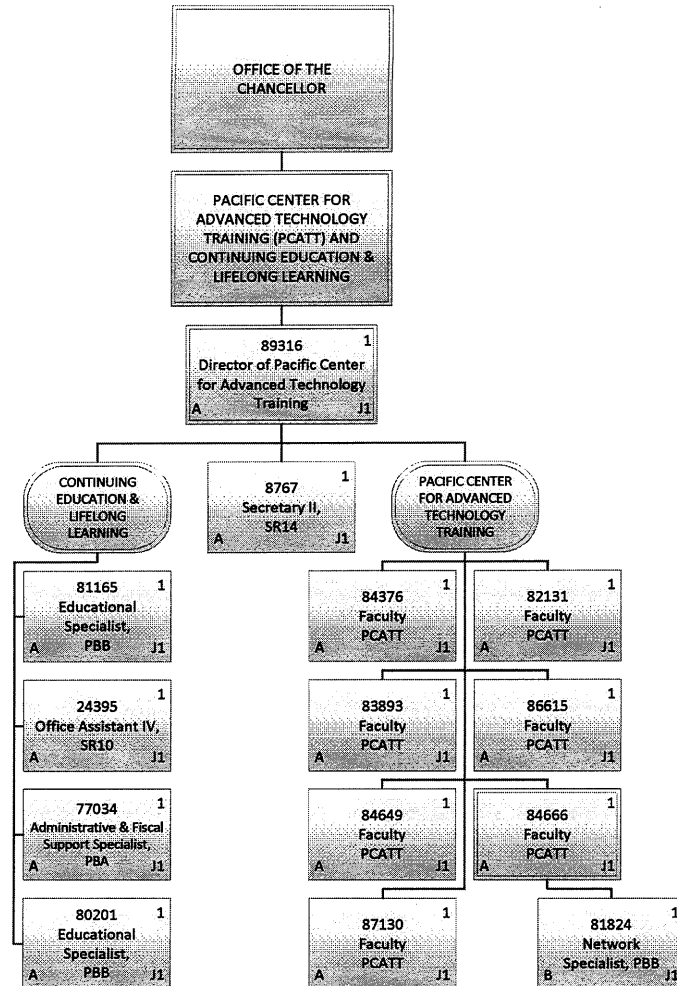 OFFICE OF THE
CHANCELLOR
PACIFIC CENTER FOR
ADVANCED TECHNOLOGY
TRAINING (PCATT) AND
CONTINUING EDUCATION &
LIFELONG LEARNING
89316 1
Director of Pacific Center
for Advanced Technology
Training
A J1
CONTINUING
EDUCATION &
LIFELONG
LEARNING
8767 1
Secretary II,
SR14
A J1
PACIFIC CENTER
FOR ADVANCED
TECHNOLOGY
TRAINING
81165 1
Educational
Specialist,
PBB
A J1
24395 1
Office Assistant IV,
SR10
A J1
77034 1
Administrative & Fiscal
Support Specialist,
PBA
A J1
80201 1
Educational
Specialist,
PBB
A J1
84376 1
Faculty
PCATT
A J1
82131 1
Faculty
PCATT
A J1
83893 1
Faculty
PCATT
A J1
86615 1
Faculty
PCATT
A J1
84649 1
Faculty
PCATT
A J1
84666 1
Faculty
PCATT
A J1
87130 1
Faculty
PCATT
A J1
81824 1
Network
Specialist, PBB
B J1